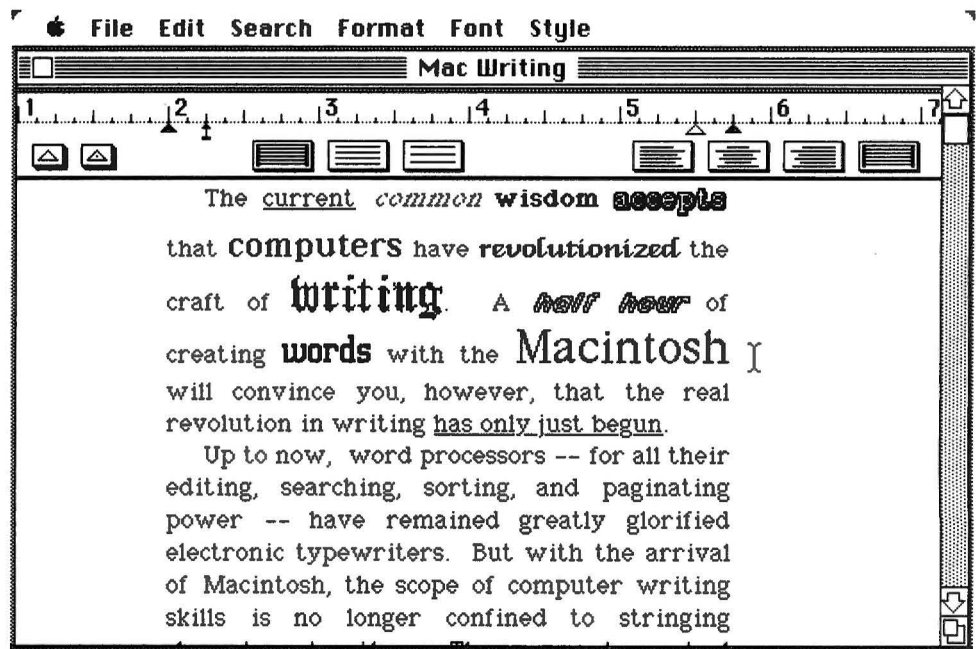 File Edit Search Format Font Style
Mac Writing
1 2 3 4 5 6 7
The current common wisdom accepts
that computers have revolutionized the
craft of writing. A half hour of
creating words with the Macintosh
will convince you, however, that the real
revolution in writing has only just begun.
Up to now, word processors -- for all their
editing, searching, sorting, and paginating
power -- have remained greatly glorified
electronic typewriters. But with the arrival
of Macintosh, the scope of computer writing
skills is no longer confined to stringing